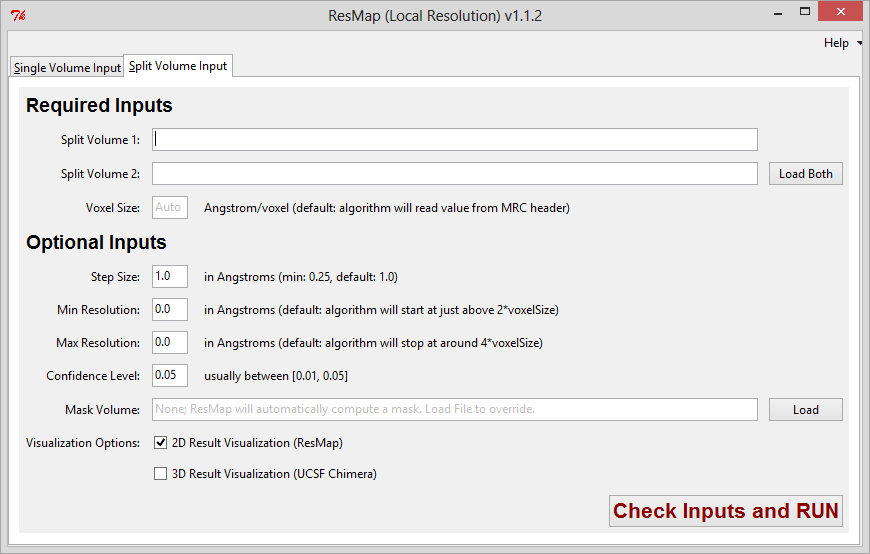 ResMap (Local Resolution) v1.1.2
Help
Single Volume Input Split Volume Input
Required Inputs
Split Volume 1:
Split Volume 2: Load Both
Voxel Size: Auto Angstrom/voxel (default: algorithm will read value from MRC header)
Optional Inputs
Step Size: 1.0 in Angstroms (min: 0.25, default: 1.0)
Min Resolution: 0.0 in Angstroms (default: algorithm will start at just above 2*voxelSize)
Max Resolution: 0.0 in Angstroms (default: algorithm will stop at around 4*voxelSize)
Confidence Level: 0.05 usually between [0.01, 0.05]
Mask Volume: None; ResMap will automatically compute a mask. Load File to override. Load
Visualization Options: 2D Result Visualization (ResMap)
3D Result Visualization (UCSF Chimera)
Check Inputs and RUN